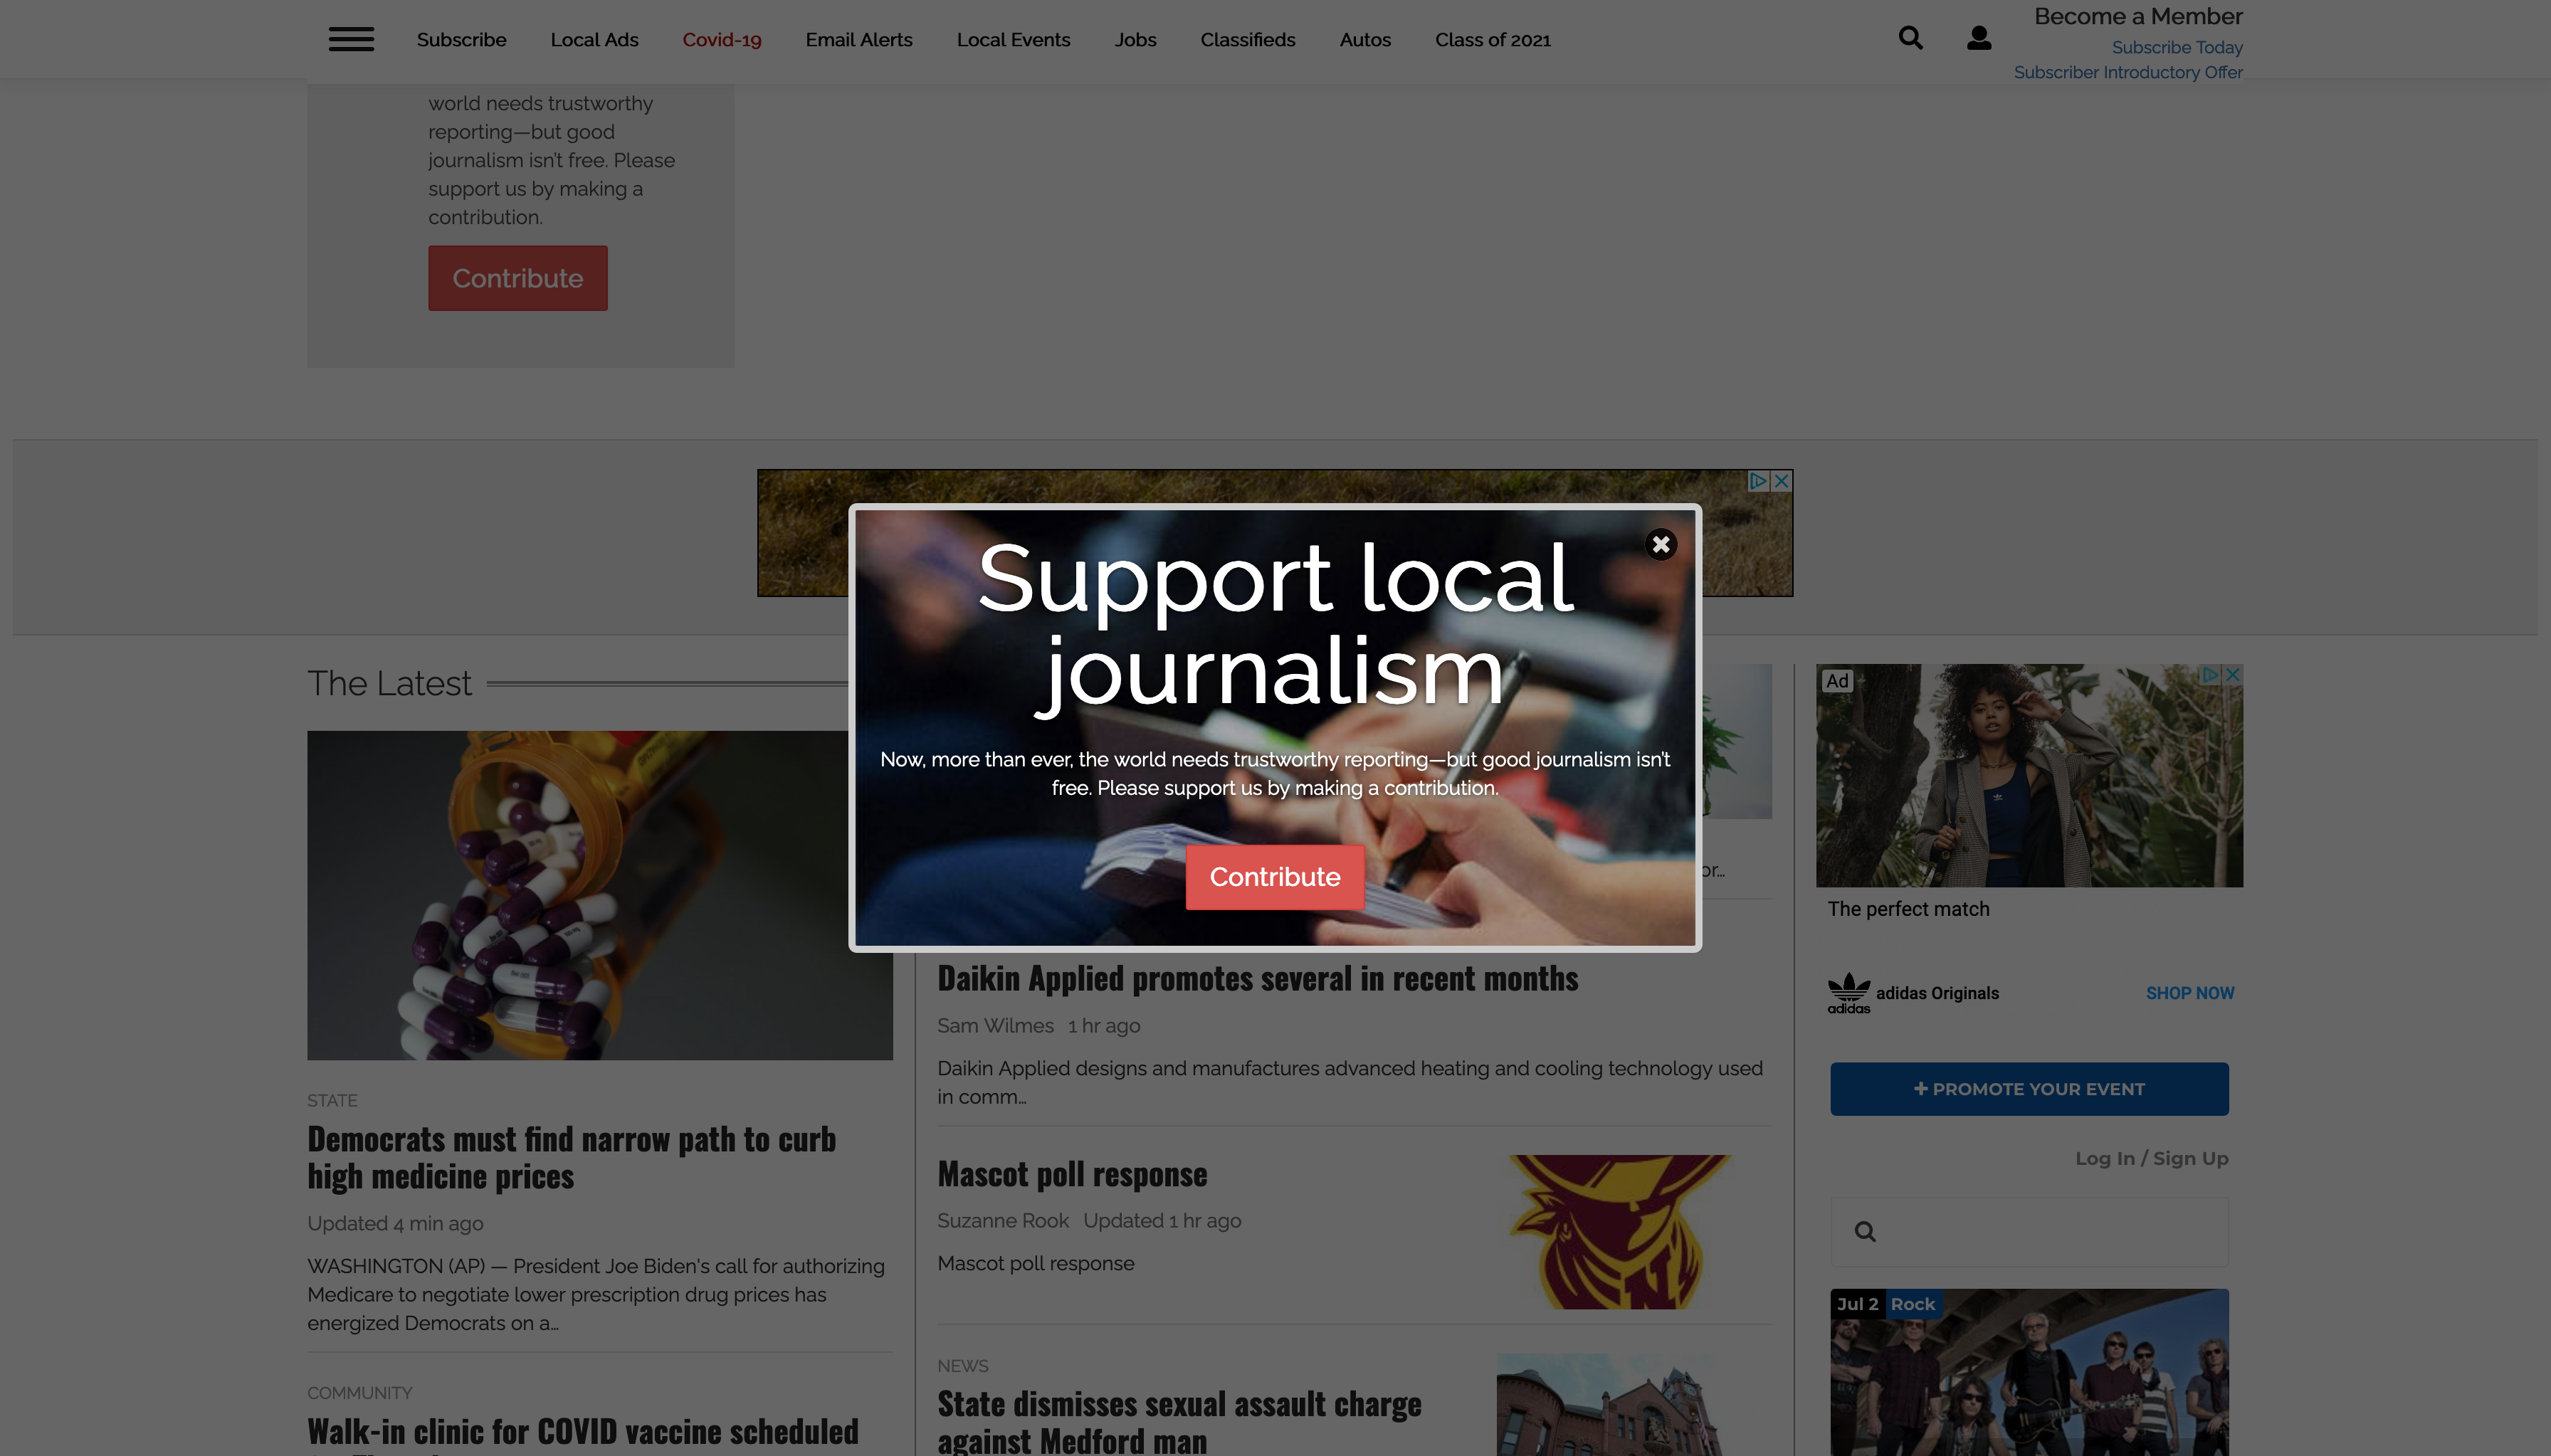 Subscribe Local Ads Covid-19 Email Alerts Local Events Jobs Classifieds Autos Class of 2021
Become a Member
Subscribe Today
Subscriber Introductory Offer
world needs trustworthy
reporting—but good
journalism isn't free. Please
support us by making a
contribution.
Contribute
Support local
journalism
Now, more than ever, the world needs trustworthy reporting—but good journalism isn't
free. Please support us by making a contribution.
Contribute
The Latest
STATE
Democrats must find narrow path to curb
high medicine prices
Updated 4 min ago
WASHINGTON (AP) — President Joe Biden's call for authorizing
Medicare to negotiate lower prescription drug prices has
energized Democrats on a…
COMMUNITY
Walk-in clinic for COVID vaccine scheduled
or…
Daikin Applied promotes several in recent months
Sam Wilmes 1 hr ago
Daikin Applied designs and manufactures advanced heating and cooling technology used
in comm…
Mascot poll response
Suzanne Rook Updated 1 hr ago
Mascot poll response
NEWS
State dismisses sexual assault charge
against Medford man
Ad
The perfect match
adidas
adidas Originals
SHOP NOW
+ PROMOTE YOUR EVENT
Log In / Sign Up
Jul 2 Rock